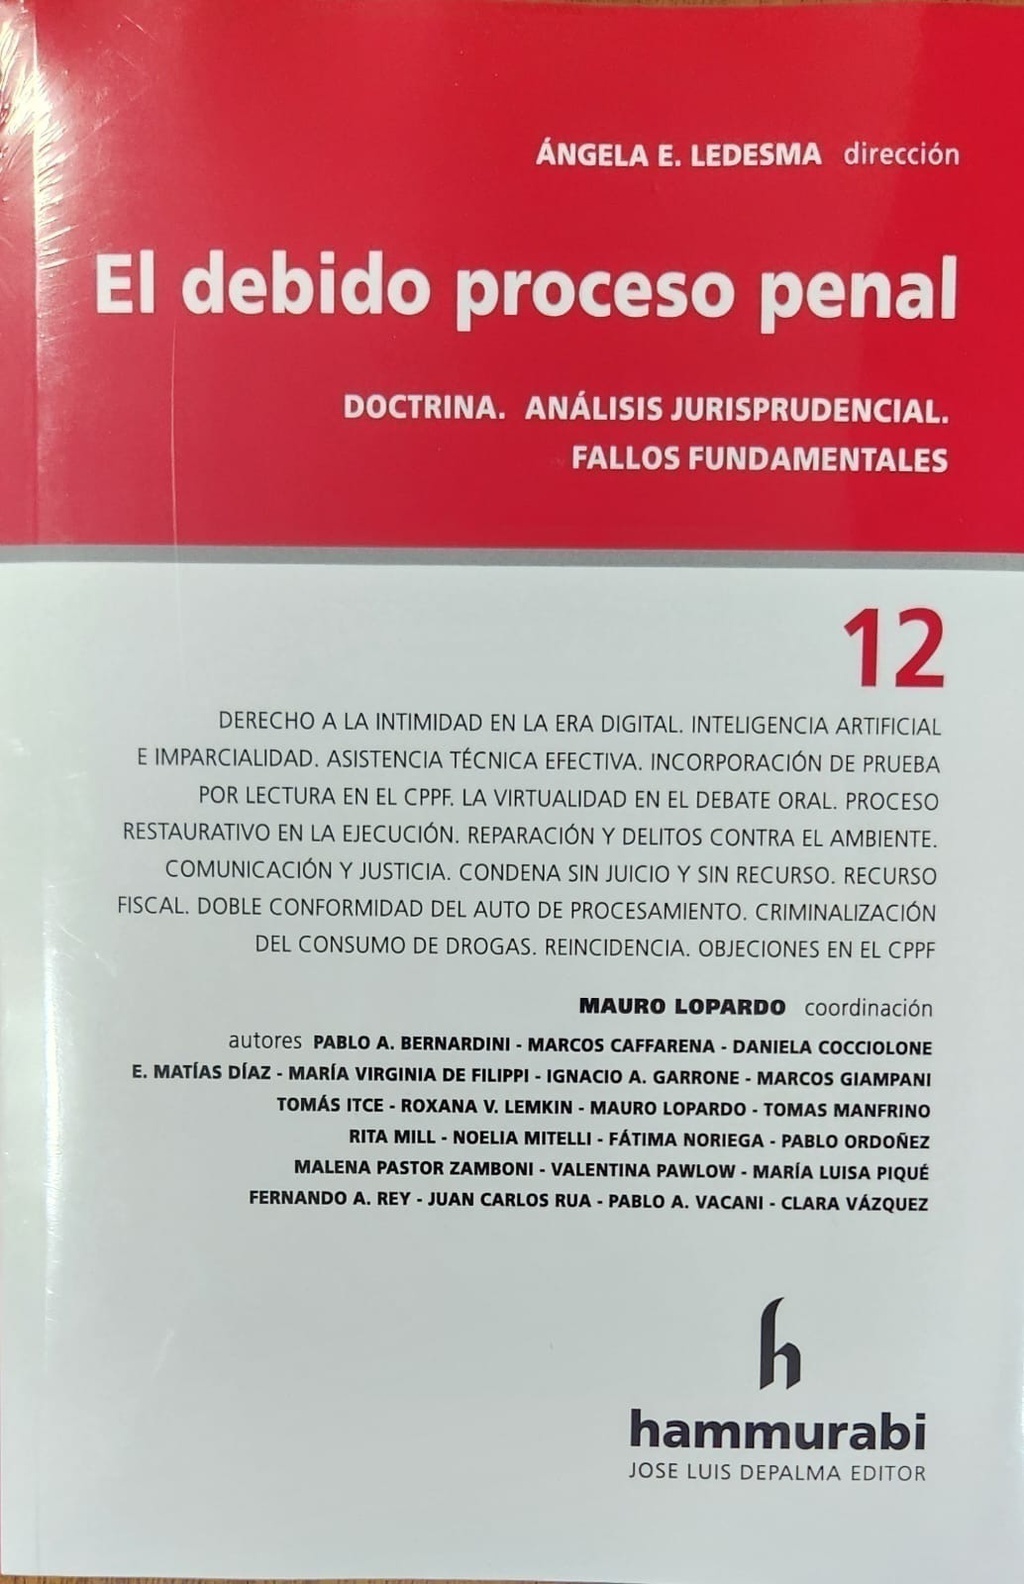 ÁNGELA E. LEDESMA dirección
El debido proceso penal
DOCTRINA. ANÁLISIS JURISPRUDENCIAL.
FALLOS FUNDAMENTALES
12
DERECHO A LA INTIMIDAD EN LA ERA DIGITAL. INTELIGENCIA ARTIFICIAL
E IMPARCIALIDAD. ASISTENCIA TÉCNICA EFECTIVA. INCORPORACIÓN DE PRUEBA
POR LECTURA EN EL CPPF. LA VIRTUALIDAD EN EL DEBATE ORAL. PROCESO
RESTAURATIVO EN LA EJECUCIÓN. REPARACIÓN Y DELITOS CONTRA EL AMBIENTE.
COMUNICACIÓN Y JUSTICIA. CONDENA SIN JUICIO Y SIN RECURSO. RECURSO
FISCAL. DOBLE CONFORMIDAD DEL AUTO DE PROCESAMIENTO. CRIMINALIZACIÓN
DEL CONSUMO DE DROGAS. REINCIDENCIA. OBJECIONES EN EL CPPF
MAURO LOPARDO coordinación
autores PABLO A. BERNARDINI - MARCOS CAFFARENA - DANIELA COCCIOLONE
E. MATÍAS DÍAZ - MARÍA VIRGINIA DE FILIPPI - IGNACIO A. GARRONE - MARCOS GIAMPANI
TOMÁS ITCE - ROXANA V. LEMKIN - MAURO LOPARDO - TOMAS MANFRINO
RITA MILL - NOELIA MITELLI - FÁTIMA NORIEGA - PABLO ORDOÑEZ
MALENA PASTOR ZAMBONI - VALENTINA PAWLOW - MARÍA LUISA PIQUÉ
FERNANDO A. REY - JUAN CARLOS RUA - PABLO A. VACANI - CLARA VÁZQUEZ
h
hammurabi
JOSE LUIS DEPALMA EDITOR